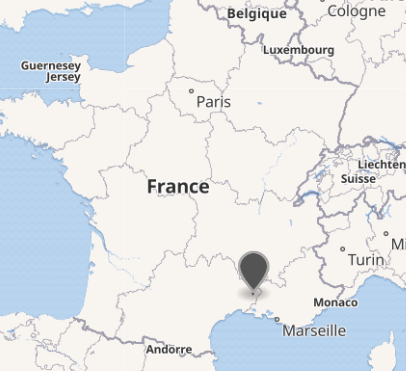 Belgique
Cologne
Luxembourg
Guernesey
Jersey
Paris
Liechten
Suisse
France
Mi
Turin
Monaco
Marseille
Andorre